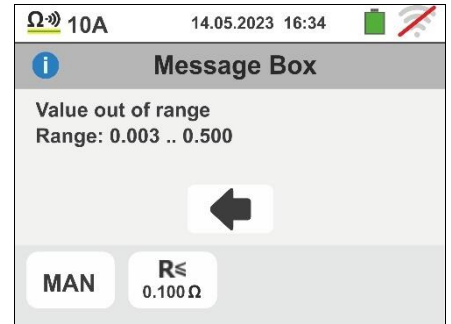 Ω 10A 14.05.2023 16:34
Message Box
Value out of range
Range: 0.003 .. 0.500
MAN
R≤
0.100 Ω